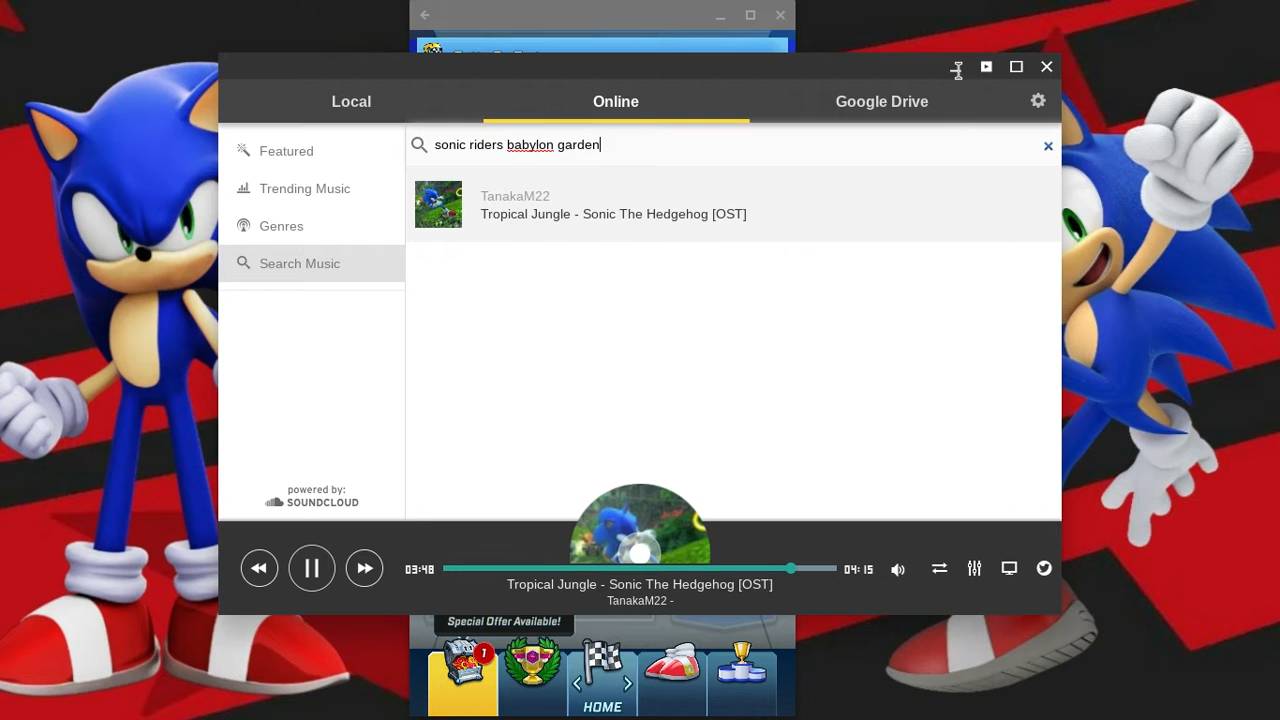 Local
Online
Google Drive
Featured
Trending Music
Genres
Search Music
powered by:
SOUNDCLOUD
sonic riders babylon garden
TanakaM22
Tropical Jungle - Sonic The Hedgehog [OST]
03:48
04:15
Tropical Jungle - Sonic The Hedgehog [OST]
TanakaM22 -
Special Offer Available!
1
HOME